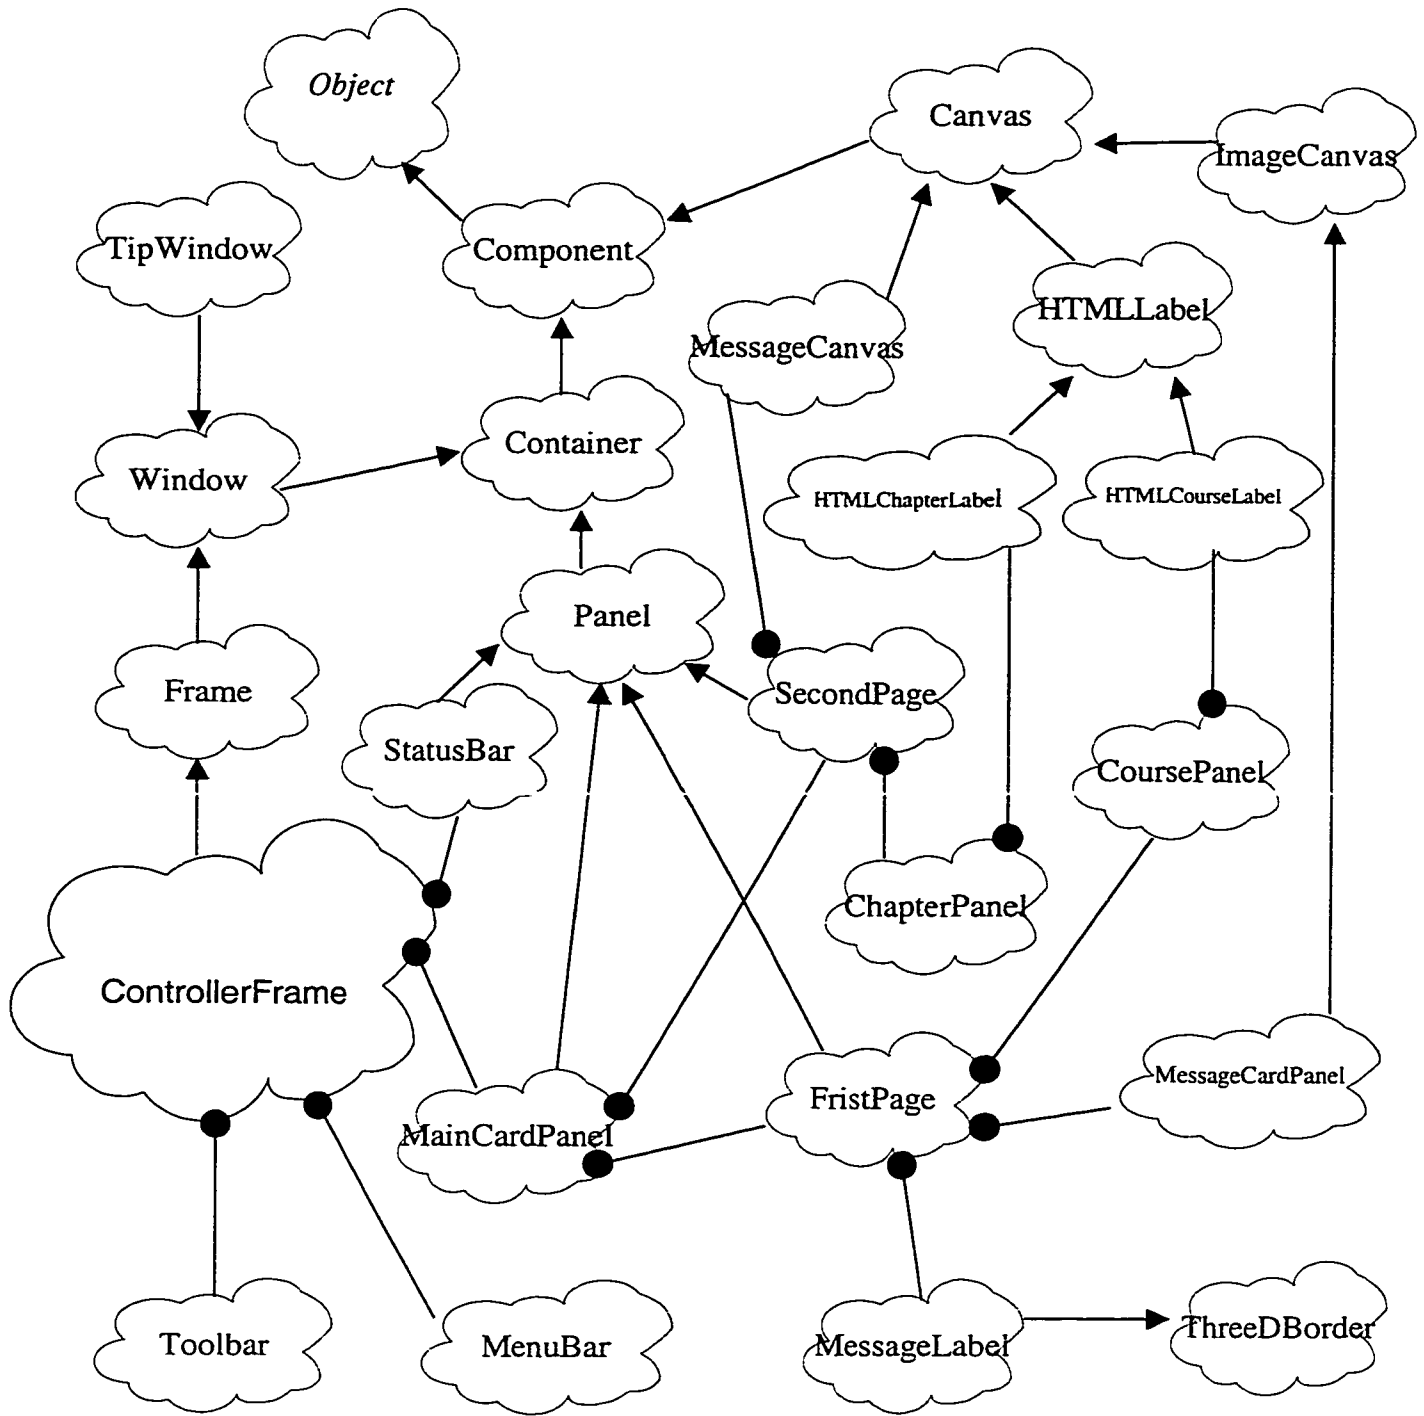 Object
Canvas
ImageCanvas
TipWindow
Component
HTMLLabel
MessageCanvas
Container
Window
HTMLChapterLabel
HTMLCourseLabel
Panel
Frame
SecondPage
StatusBar
CoursePanel
ChapterPanel
ControllerFrame
MessageCardPanel
FristPage
MainCardPanel
Toolbar
MenuBar
MessageLabel
ThreeDBorder